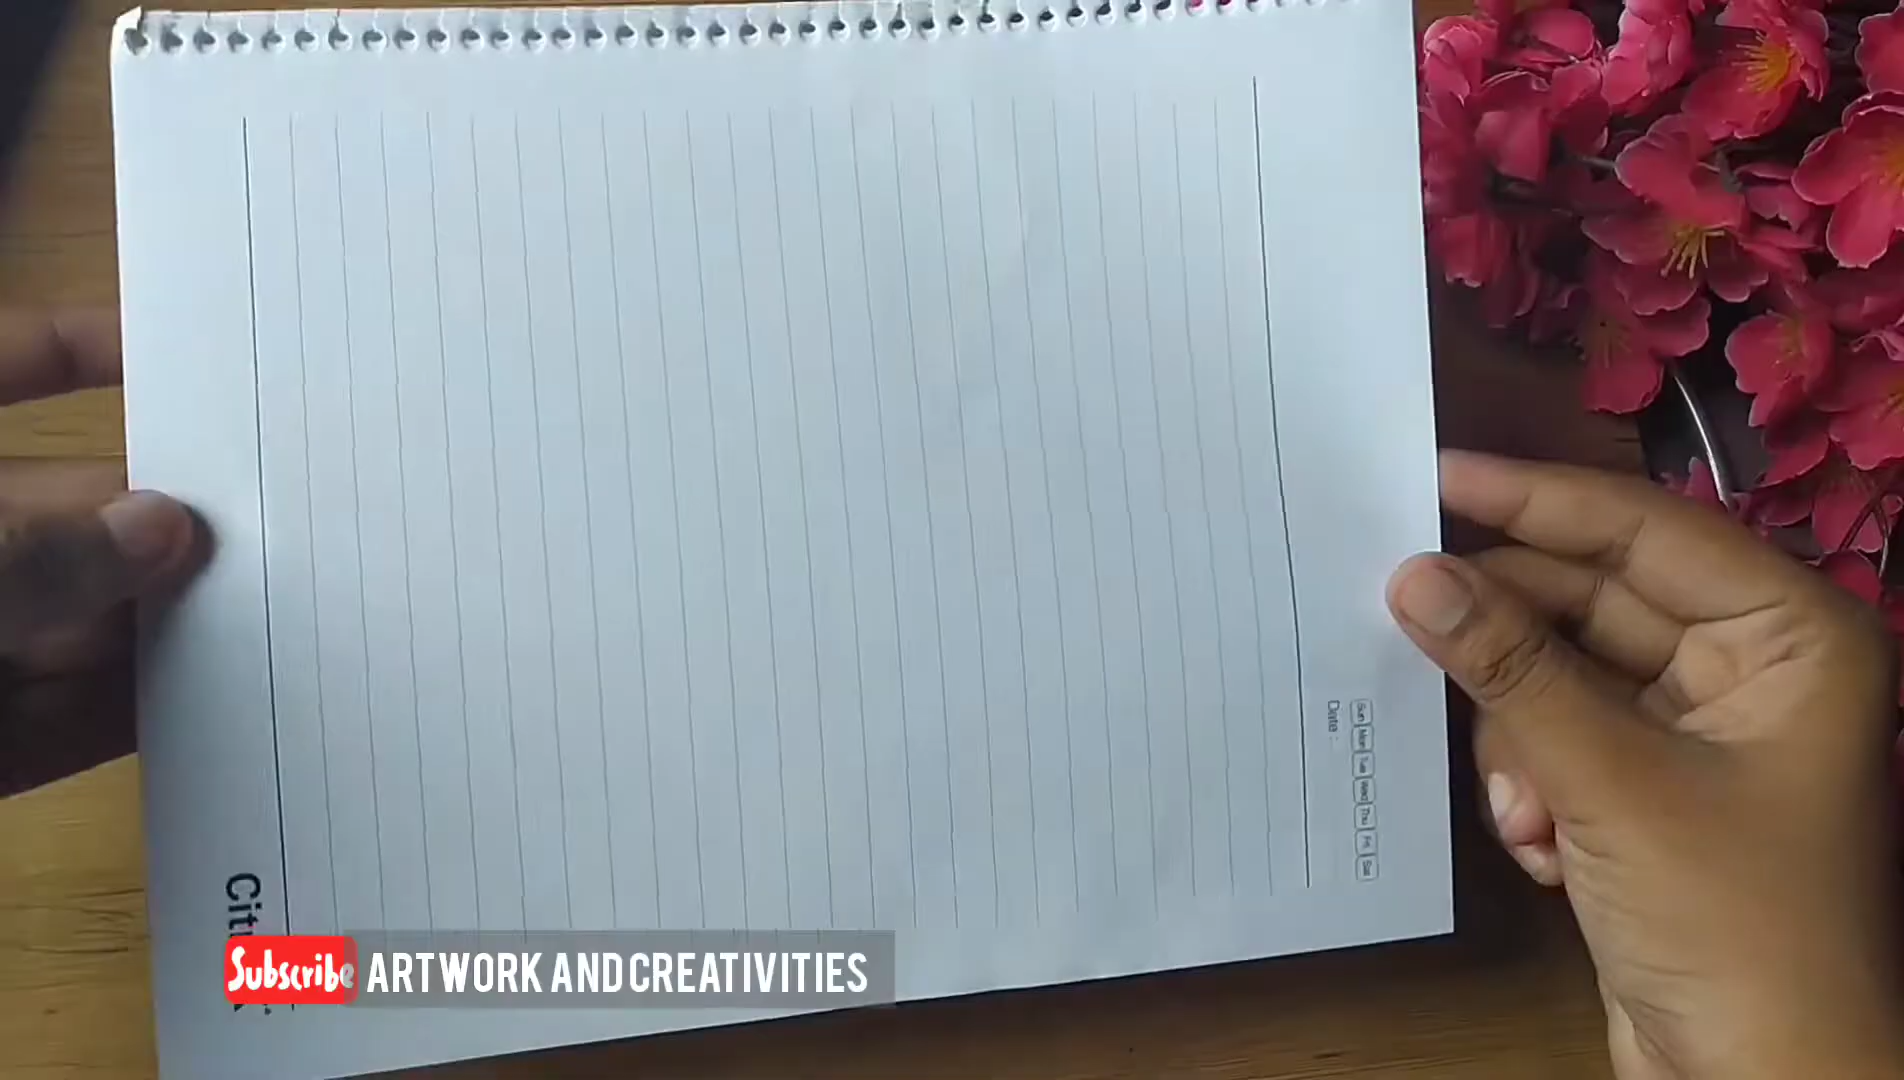 Sun Mon Tue Wed Thu Fri Sat
Date :
Subscribe ARTWORK AND CREATIVITIES